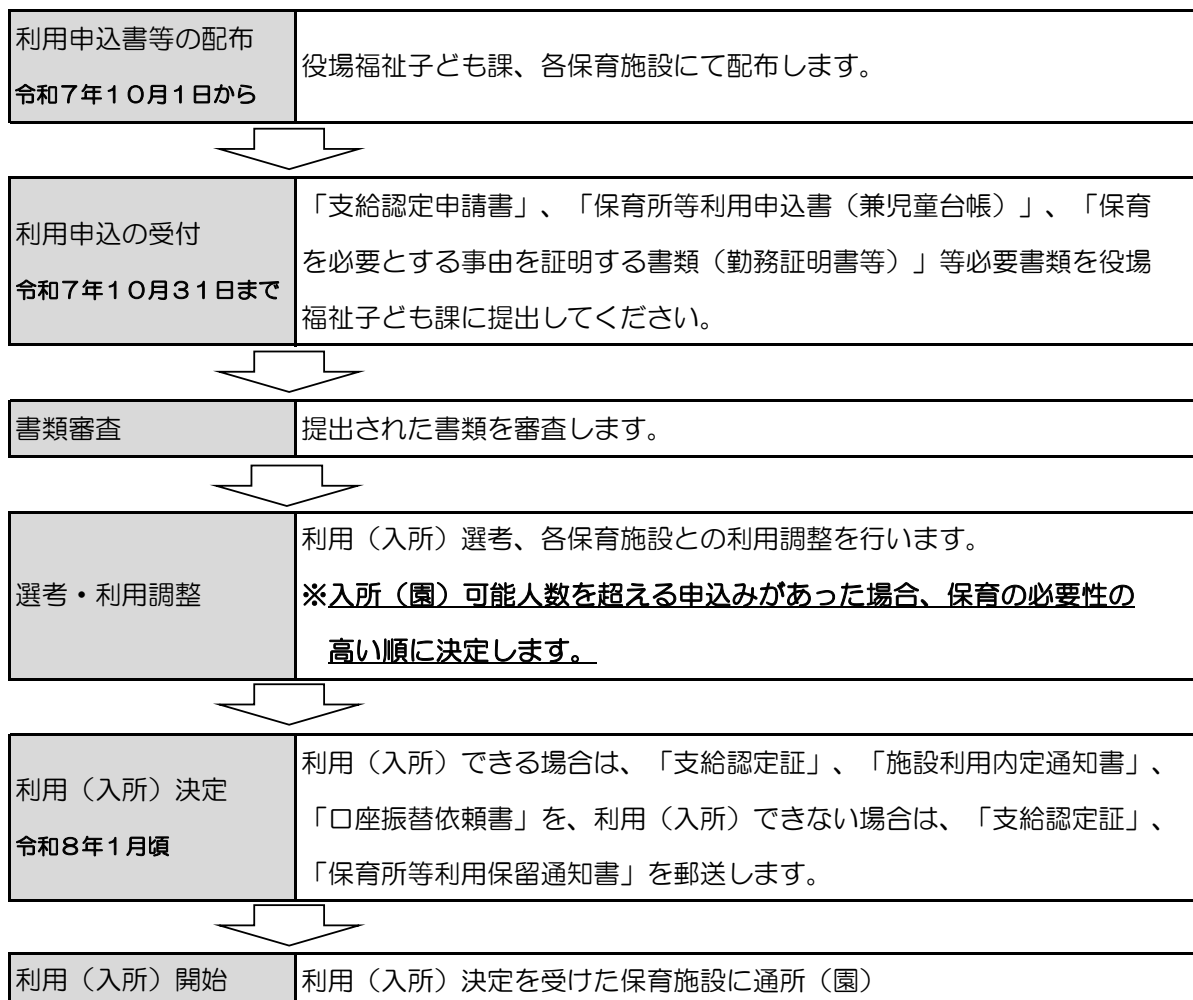 利用申込書等の配布
令和7年10月1日から
役場福祉子ども課、各保育施設にて配布します。
利用申込の受付
令和7年10月31日まで
「支給認定申請書」、「保育所等利用申込書（兼児童台帳）」、「保育
を必要とする事由を証明する書類（勤務証明書等）」等必要書類を役場
福祉子ども課に提出してください。
書類審査
提出された書類を審査します。
選考・利用調整
利用（入所）選考、各保育施設との利用調整を行います。
※入所（園）可能人数を超える申込みがあった場合、保育の必要性の
高い順に決定します。
利用（入所）決定
令和8年1月頃
利用（入所）できる場合は、「支給認定証」、「施設利用内定通知書」、
「口座振替依頼書」を、利用（入所）できない場合は、「支給認定証」、
「保育所等利用保留通知書」を郵送します。
利用（入所）開始
利用（入所）決定を受けた保育施設に通所（園）